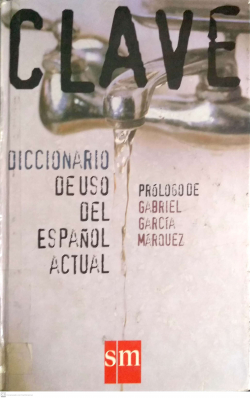 CLAVE
DICCIONARIO
DE USO
DEL
ESPAÑOL
ACTUAL
PRÓLOGO DE
GABRIEL
GARCÍA
MÁRQUEZ
sm